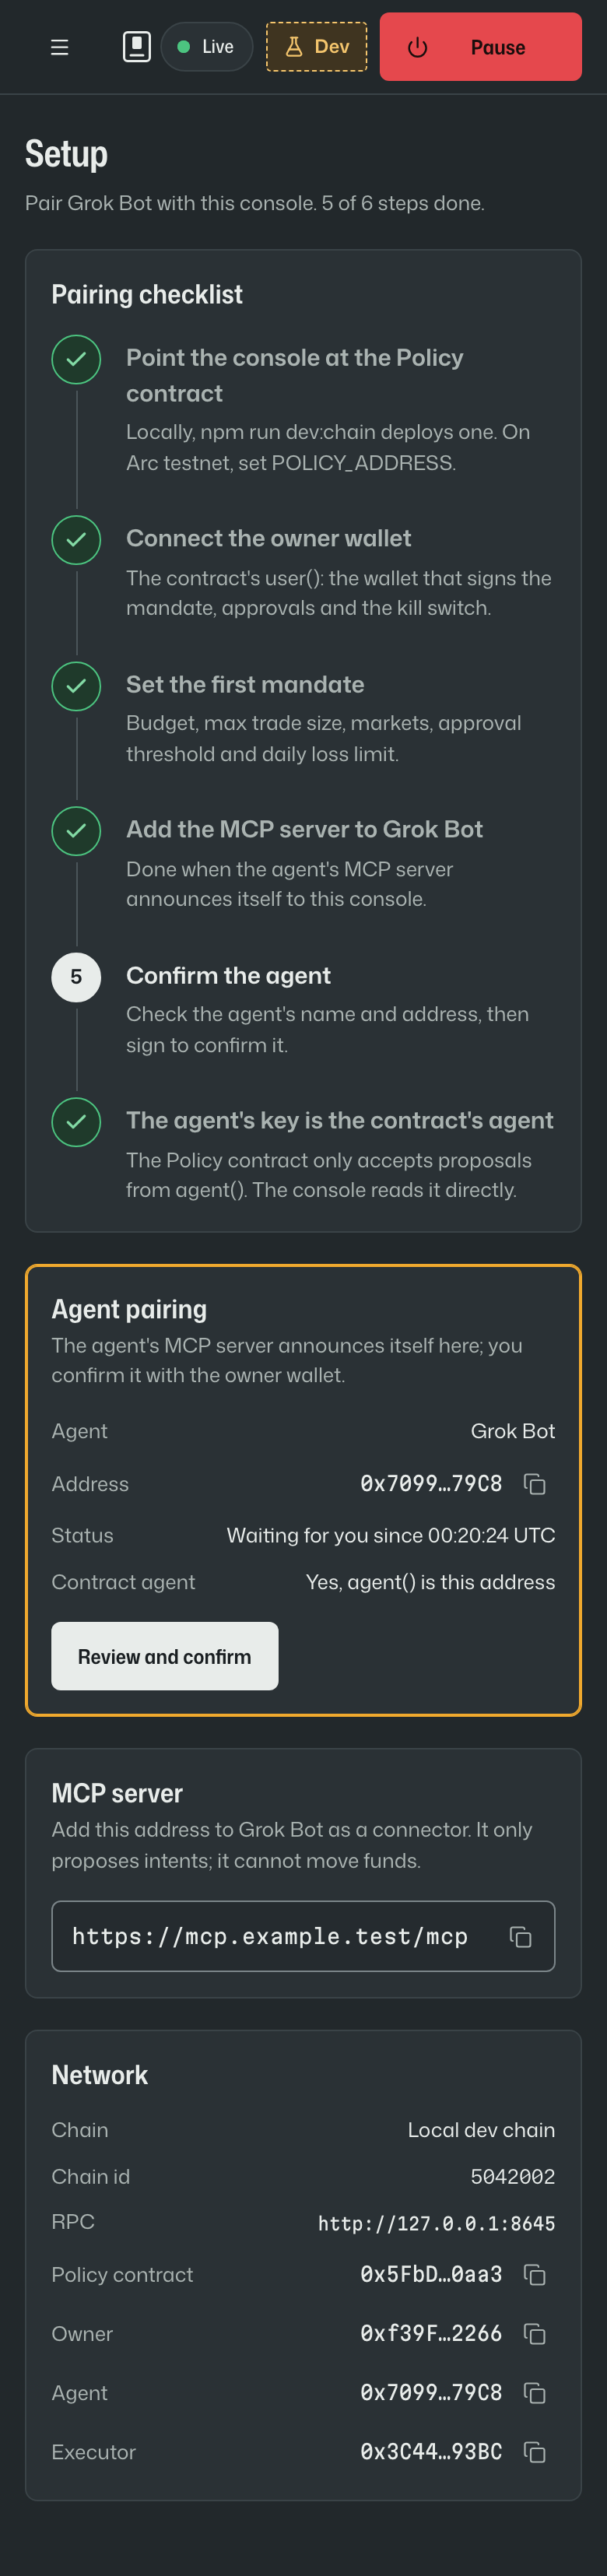 Live
Dev
Pause
Setup
Pair Grok Bot with this console. 5 of 6 steps done.
Pairing checklist
Point the console at the Policy
contract
Locally, npm run dev:chain deploys one. On
Arc testnet, set POLICY_ADDRESS.
Connect the owner wallet
The contract's user(): the wallet that signs the
mandate, approvals and the kill switch.
Set the first mandate
Budget, max trade size, markets, approval
threshold and daily loss limit.
Add the MCP server to Grok Bot
Done when the agent's MCP server
announces itself to this console.
5
Confirm the agent
Check the agent's name and address, then
sign to confirm it.
The agent's key is the contract's agent
The Policy contract only accepts proposals
from agent(). The console reads it directly.
Agent pairing
The agent's MCP server announces itself here; you
confirm it with the owner wallet.
Agent Grok Bot
Address 0x7099…79C8
Status Waiting for you since 00:20:24 UTC
Contract agent Yes, agent() is this address
Review and confirm
MCP server
Add this address to Grok Bot as a connector. It only
proposes intents; it cannot move funds.
https://mcp.example.test/mcp
Network
Chain Local dev chain
Chain id 5042002
RPC http://127.0.0.1:8645
Policy contract 0x5FbD…0aa3
Owner 0xf39F…2266
Agent 0x7099…79C8
Executor 0x3C44…93BC